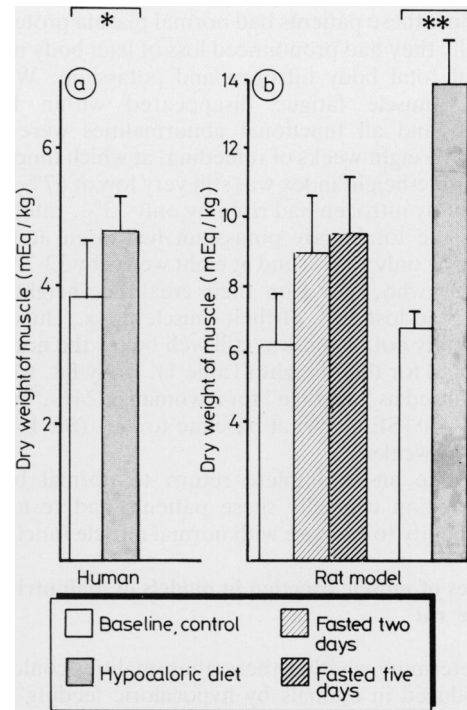 *
**
a
b
6
4
2
14
12
10
8
6
4
Dry weight of muscle (mEq / kg)
Dry weight of muscle (mEq / kg)
Human
Rat model
Baseline, control
Hypocaloric diet
Fasted two
days
Fasted five
days